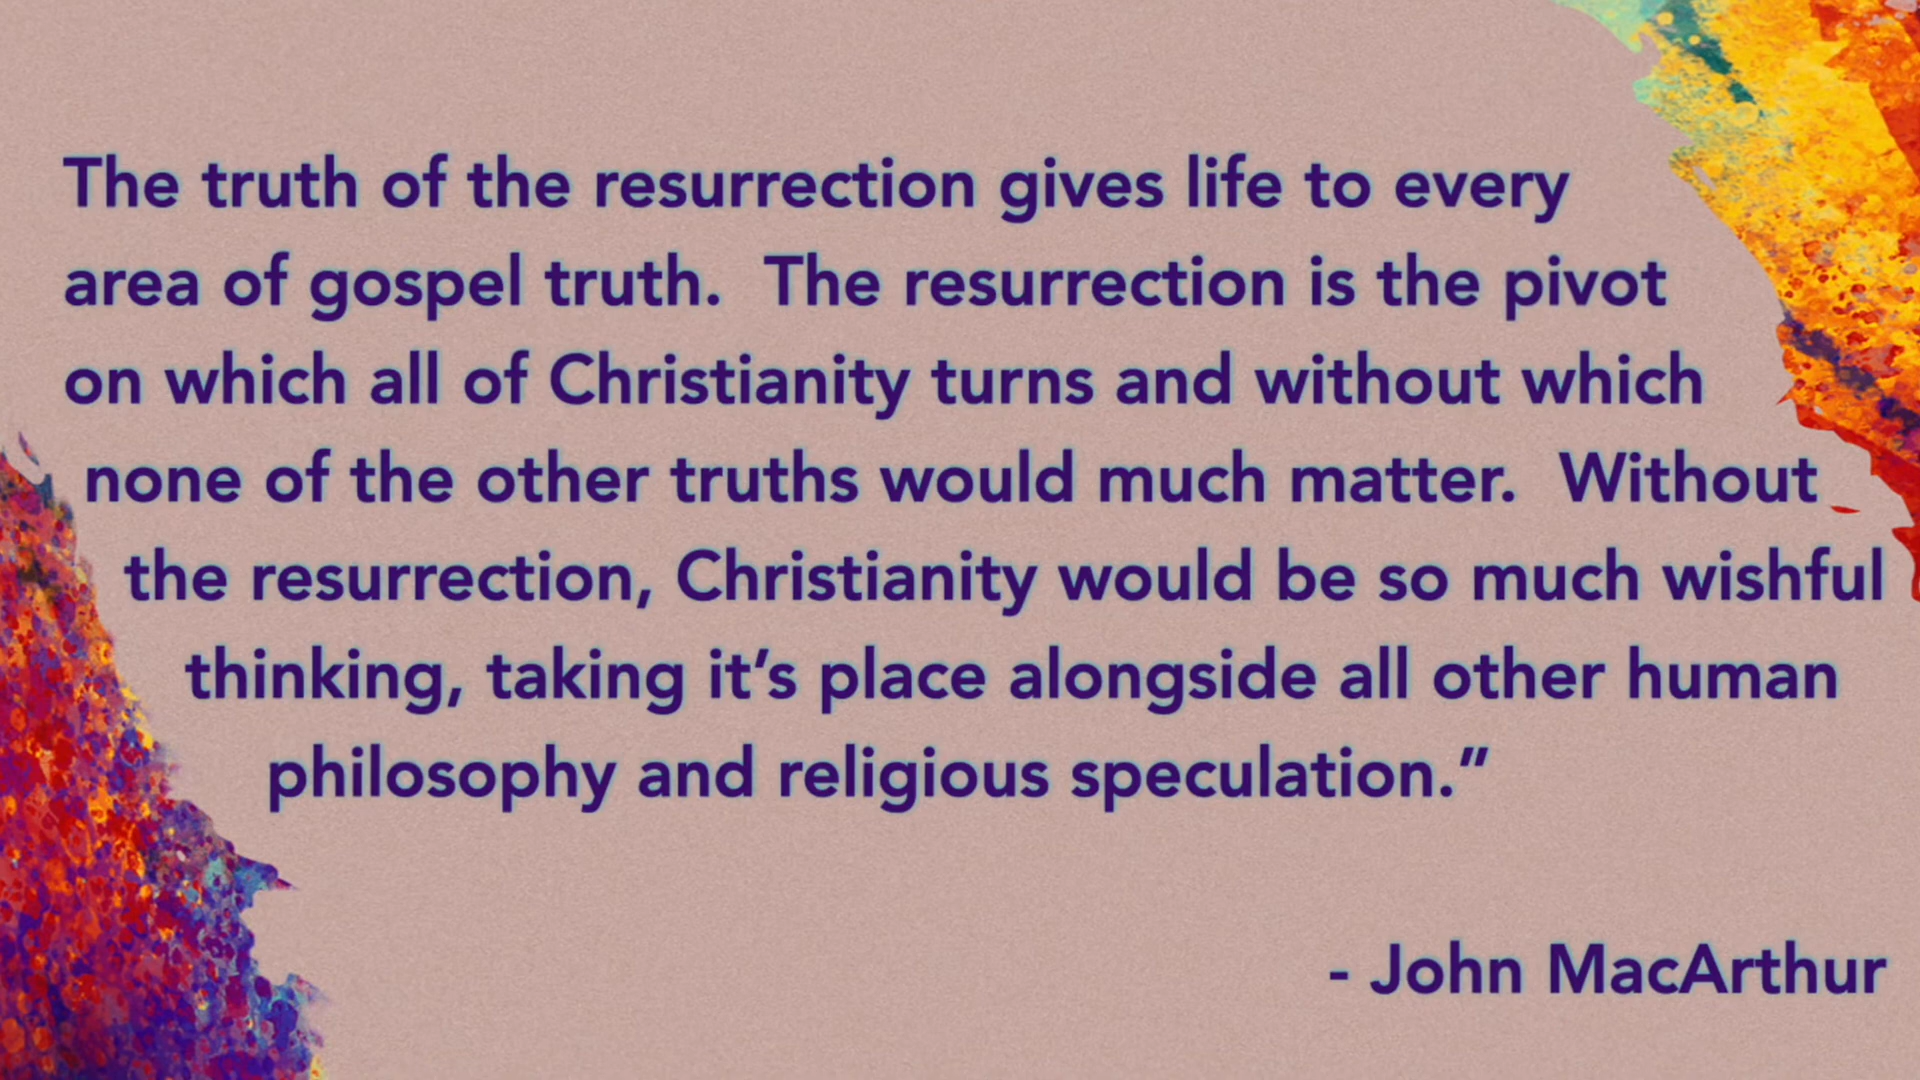 The truth of the resurrection gives life to every
area of gospel truth.  The resurrection is the pivot
on which all of Christianity turns and without which
none of the other truths would much matter.  Without
the resurrection, Christianity would be so much wishful
thinking, taking it’s place alongside all other human
philosophy and religious speculation.”
- John MacArthur